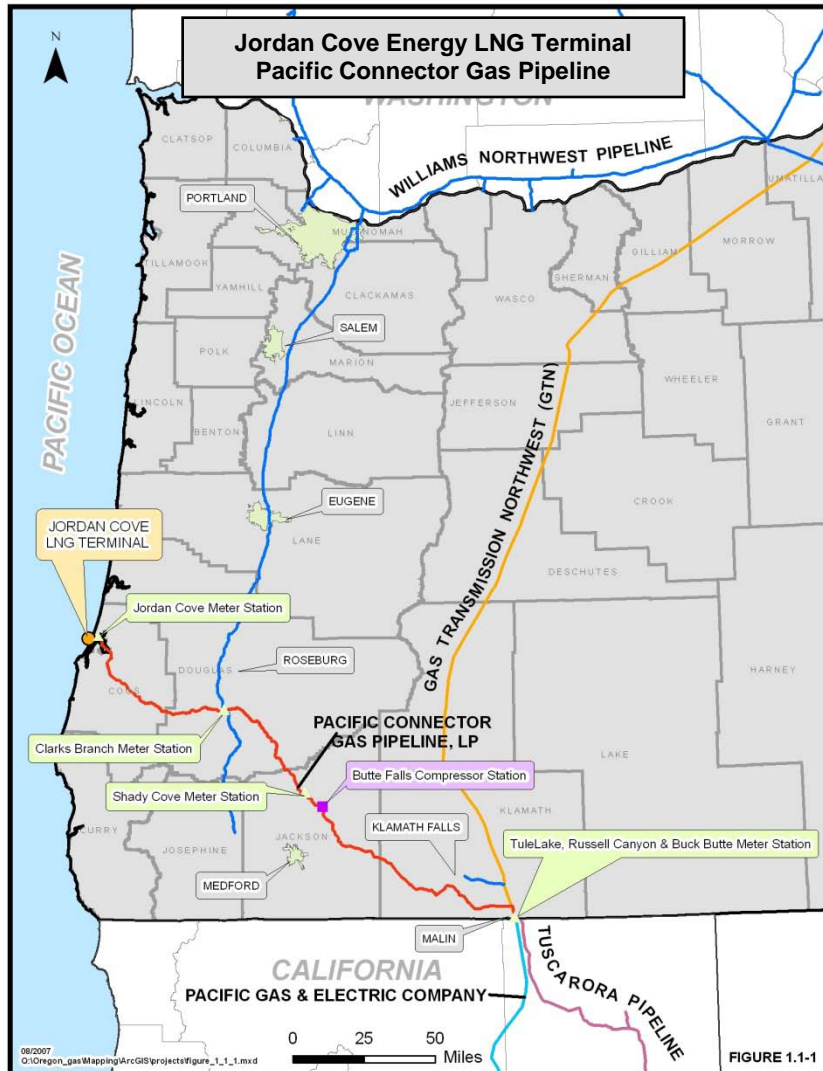 Jordan Cove Energy LNG Terminal
Pacific Connector Gas Pipeline
N
WASHINGTON
WILLIAMS NORTHWEST PIPELINE
CLATSOP
COLUMBIA
UMATILLA
PORTLAND
MULTNOMAH
MORROW
GILLIAM
SHERMAN
TILLAMOOK
YAMHILL
CLACKAMAS
WASCO
SALEM
POLK
MARION
WHEELER
LINCOLN
JEFFERSON
GRANT
BENTON
LINN
PACIFIC OCEAN
GAS TRANSMISSION NORTHWEST (GTN)
CROOK
EUGENE
JORDAN COVE
LNG TERMINAL
LANE
DESCHUTES
Jordan Cove Meter Station
DOUGLAS
ROSEBURG
HARNEY
COOS
PACIFIC CONNECTOR
GAS PIPELINE, LP
Clarks Branch Meter Station
LAKE
Butte Falls Compressor Station
Shady Cove Meter Station
KLAMATH
CURRY
JACKSON
KLAMATH FALLS
JOSEPHINE
TuleLake, Russell Canyon & Buck Butte Meter Station
MEDFORD
MALIN
CALIFORNIA
TUSCARORA PIPELINE
PACIFIC GAS & ELECTRIC COMPANY
0 25 50
Miles
08/2007
Q:\Oregon_gas\Mapping\ArcGIS\projects\figure_1_1_1.mxd
FIGURE 1.1-1